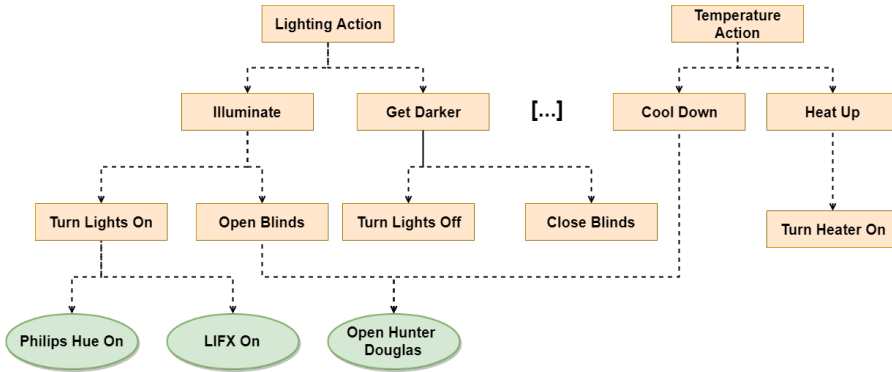 Lighting Action
Temperature
Action
Illuminate
Get Darker
[...]
Cool Down
Heat Up
Turn Lights On
Open Blinds
Turn Lights Off
Close Blinds
Turn Heater On
Philips Hue On
LIFX On
Open Hunter
Douglas